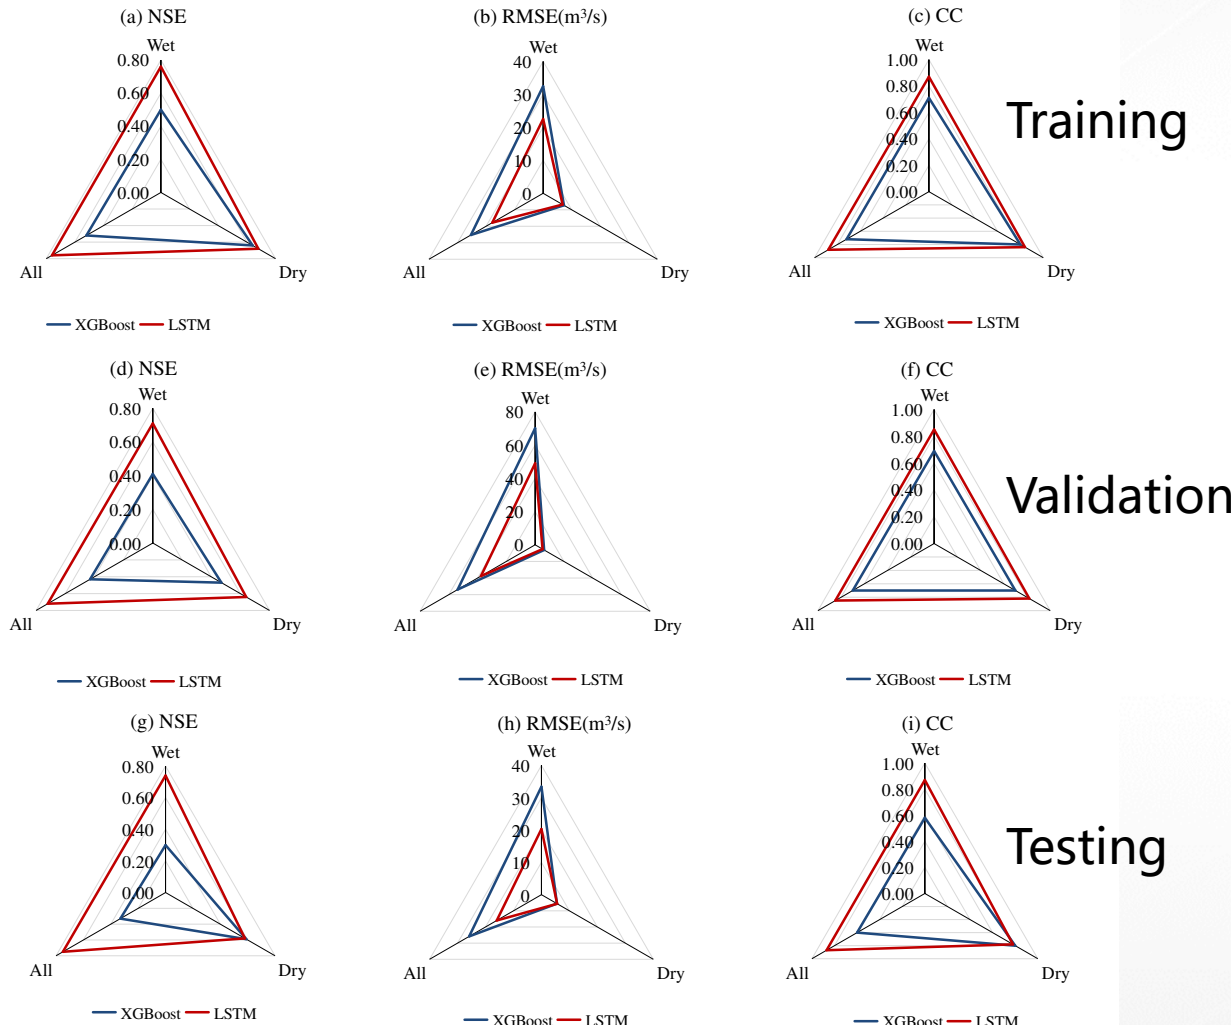 (a) NSE
Wet
0.80
0.60
0.40
0.20
0.00
All
Dry
XGBoost LSTM
(b) RMSE(m³/s)
Wet
40
30
20
10
0
All
Dry
XGBoost LSTM
(c) CC
Wet
1.00
0.80
0.60
0.40
0.20
0.00
All
Dry
XGBoost LSTM
Training
(d) NSE
Wet
0.80
0.60
0.40
0.20
0.00
All
Dry
XGBoost LSTM
(e) RMSE(m³/s)
Wet
80
60
40
20
0
All
Dry
XGBoost LSTM
(f) CC
Wet
1.00
0.80
0.60
0.40
0.20
0.00
All
Dry
XGBoost LSTM
Validation
(g) NSE
Wet
0.80
0.60
0.40
0.20
0.00
All
Dry
XGBoost LSTM
(h) RMSE(m³/s)
Wet
40
30
20
10
0
All
Dry
XGBoost LSTM
(i) CC
Wet
1.00
0.80
0.60
0.40
0.20
0.00
All
Dry
XGBoost LSTM
Testing